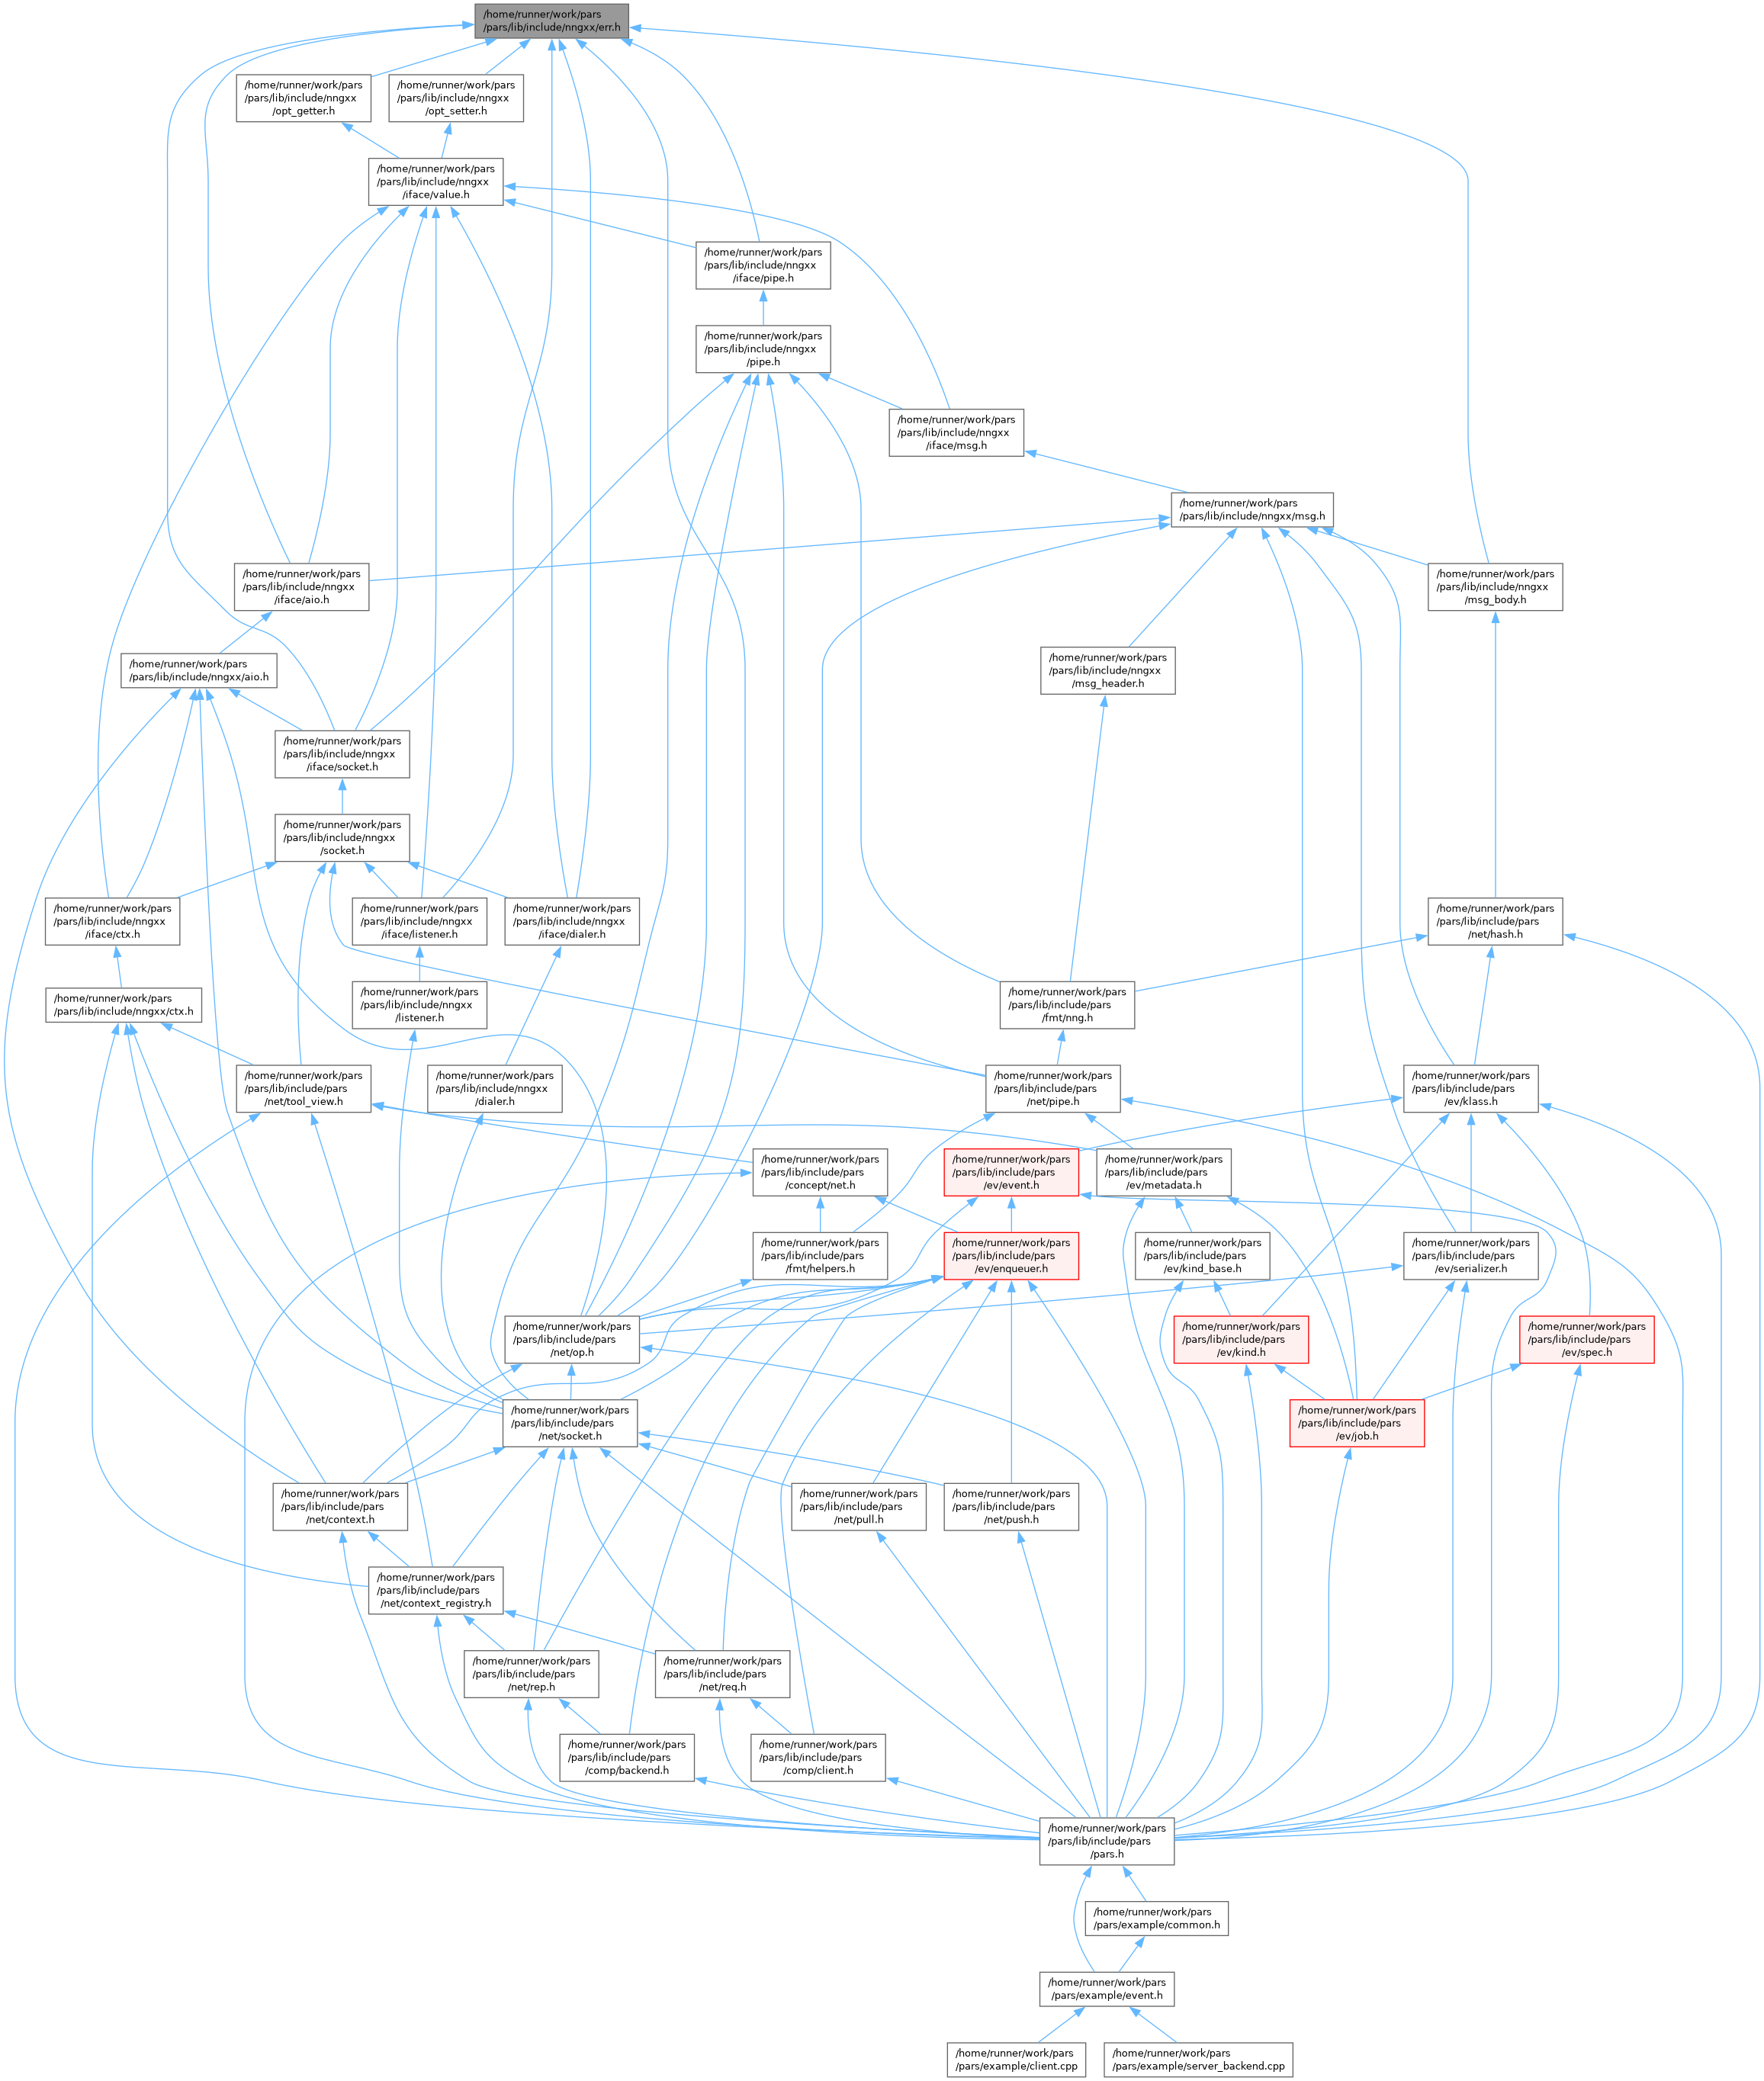 /home/runner/work/pars
/pars/lib/include/nngxx/err.h
/home/runner/work/pars
/pars/lib/include/nngxx
/opt_getter.h
/home/runner/work/pars
/pars/lib/include/nngxx
/opt_setter.h
/home/runner/work/pars
/pars/lib/include/nngxx
/iface/value.h
/home/runner/work/pars
/pars/lib/include/nngxx
/iface/pipe.h
/home/runner/work/pars
/pars/lib/include/nngxx
/pipe.h
/home/runner/work/pars
/pars/lib/include/nngxx
/iface/msg.h
/home/runner/work/pars
/pars/lib/include/nngxx/msg.h
/home/runner/work/pars
/pars/lib/include/nngxx
/iface/aio.h
/home/runner/work/pars
/pars/lib/include/nngxx
/msg_body.h
/home/runner/work/pars
/pars/lib/include/nngxx/aio.h
/home/runner/work/pars
/pars/lib/include/nngxx
/msg_header.h
/home/runner/work/pars
/pars/lib/include/nngxx
/iface/socket.h
/home/runner/work/pars
/pars/lib/include/nngxx
/socket.h
/home/runner/work/pars
/pars/lib/include/nngxx
/iface/ctx.h
/home/runner/work/pars
/pars/lib/include/nngxx
/iface/listener.h
/home/runner/work/pars
/pars/lib/include/nngxx
/iface/dialer.h
/home/runner/work/pars
/pars/lib/include/pars
/net/hash.h
/home/runner/work/pars
/pars/lib/include/nngxx/ctx.h
/home/runner/work/pars
/pars/lib/include/nngxx
/listener.h
/home/runner/work/pars
/pars/lib/include/pars
/fmt/nng.h
/home/runner/work/pars
/pars/lib/include/pars
/net/tool_view.h
/home/runner/work/pars
/pars/lib/include/nngxx
/dialer.h
/home/runner/work/pars
/pars/lib/include/pars
/net/pipe.h
/home/runner/work/pars
/pars/lib/include/pars
/ev/klass.h
/home/runner/work/pars
/pars/lib/include/pars
/concept/net.h
/home/runner/work/pars
/pars/lib/include/pars
/ev/event.h
/home/runner/work/pars
/pars/lib/include/pars
/ev/metadata.h
/home/runner/work/pars
/pars/lib/include/pars
/fmt/helpers.h
/home/runner/work/pars
/pars/lib/include/pars
/ev/enqueuer.h
/home/runner/work/pars
/pars/lib/include/pars
/ev/kind_base.h
/home/runner/work/pars
/pars/lib/include/pars
/ev/serializer.h
/home/runner/work/pars
/pars/lib/include/pars
/net/op.h
/home/runner/work/pars
/pars/lib/include/pars
/ev/kind.h
/home/runner/work/pars
/pars/lib/include/pars
/ev/spec.h
/home/runner/work/pars
/pars/lib/include/pars
/net/socket.h
/home/runner/work/pars
/pars/lib/include/pars
/ev/job.h
/home/runner/work/pars
/pars/lib/include/pars
/net/context.h
/home/runner/work/pars
/pars/lib/include/pars
/net/pull.h
/home/runner/work/pars
/pars/lib/include/pars
/net/push.h
/home/runner/work/pars
/pars/lib/include/pars
/net/context_registry.h
/home/runner/work/pars
/pars/lib/include/pars
/net/rep.h
/home/runner/work/pars
/pars/lib/include/pars
/net/req.h
/home/runner/work/pars
/pars/lib/include/pars
/comp/backend.h
/home/runner/work/pars
/pars/lib/include/pars
/comp/client.h
/home/runner/work/pars
/pars/lib/include/pars
/pars.h
/home/runner/work/pars
/pars/example/common.h
/home/runner/work/pars
/pars/example/event.h
/home/runner/work/pars
/pars/example/client.cpp
/home/runner/work/pars
/pars/example/server_backend.cpp